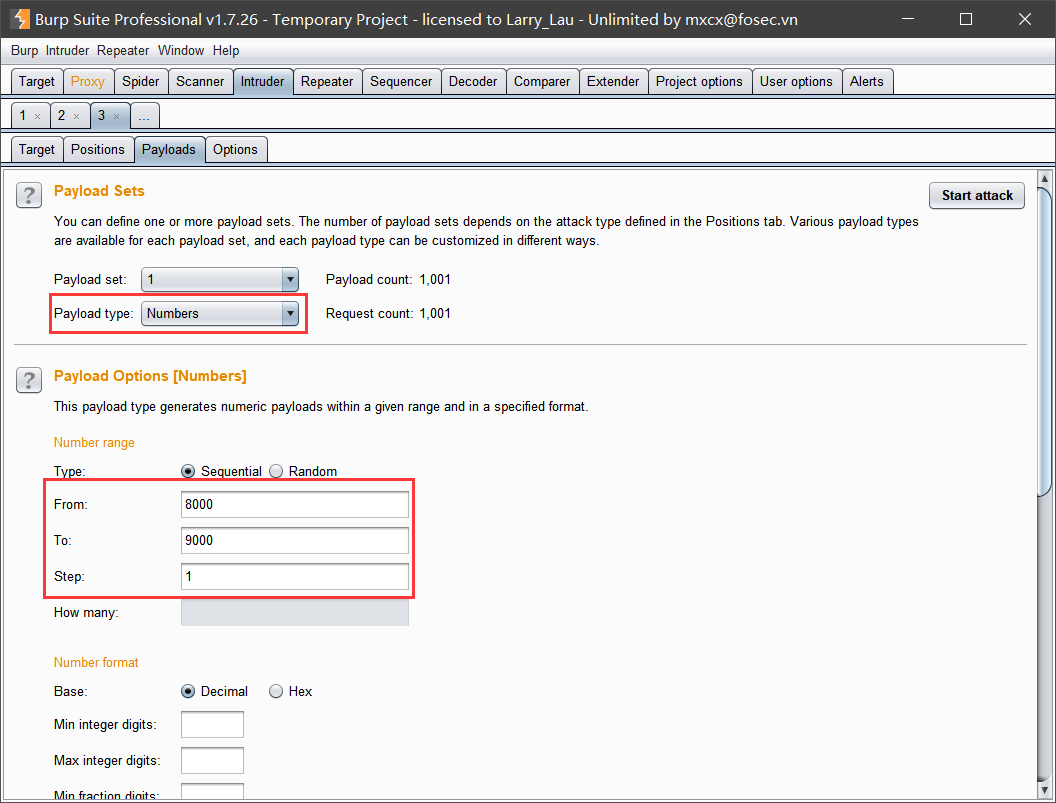 Burp Suite Professional v1.7.26 - Temporary Project - licensed to Larry_Lau - Unlimited by mxcx@fosec.vn
Burp Intruder Repeater Window Help
Target Proxy Spider Scanner Intruder Repeater Sequencer Decoder Comparer Extender Project options User options Alerts
1 × 2 × 3 × ...
Target Positions Payloads Options
? Payload Sets Start attack
You can define one or more payload sets. The number of payload sets depends on the attack type defined in the Positions tab. Various payload types
are available for each payload set, and each payload type can be customized in different ways.
Payload set: 1 Payload count: 1,001
Payload type: Numbers Request count: 1,001
? Payload Options [Numbers]
This payload type generates numeric payloads within a given range and in a specified format.
Number range
Type: Sequential Random
From: 8000
To: 9000
Step: 1
How many:
Number format
Base: Decimal Hex
Min integer digits:
Max integer digits:
Min fraction digits: